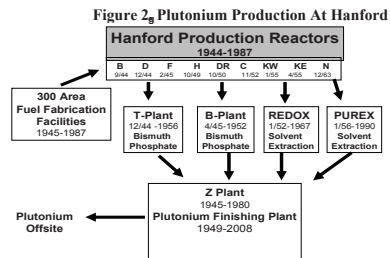 Figure 2. Plutonium Production At Hanford
Hanford Production Reactors
1944-1987
B D F H DR C KW KE N
9/44 12/44 2/45 10/49 10/50 11/52 1/55 4/55 12/63
300 Area
Fuel Fabrication
Facilities
1945-1987
T-Plant
12/44 -1956
Bismuth
Phosphate
B-Plant
4/45-1952
Bismuth
Phosphate
REDOX
1/52-1967
Solvent
Extraction
PUREX
1/56-1990
Solvent
Extraction
Z Plant
1945-1980
Plutonium Finishing Plant
1949-2008
Plutonium
Offsite